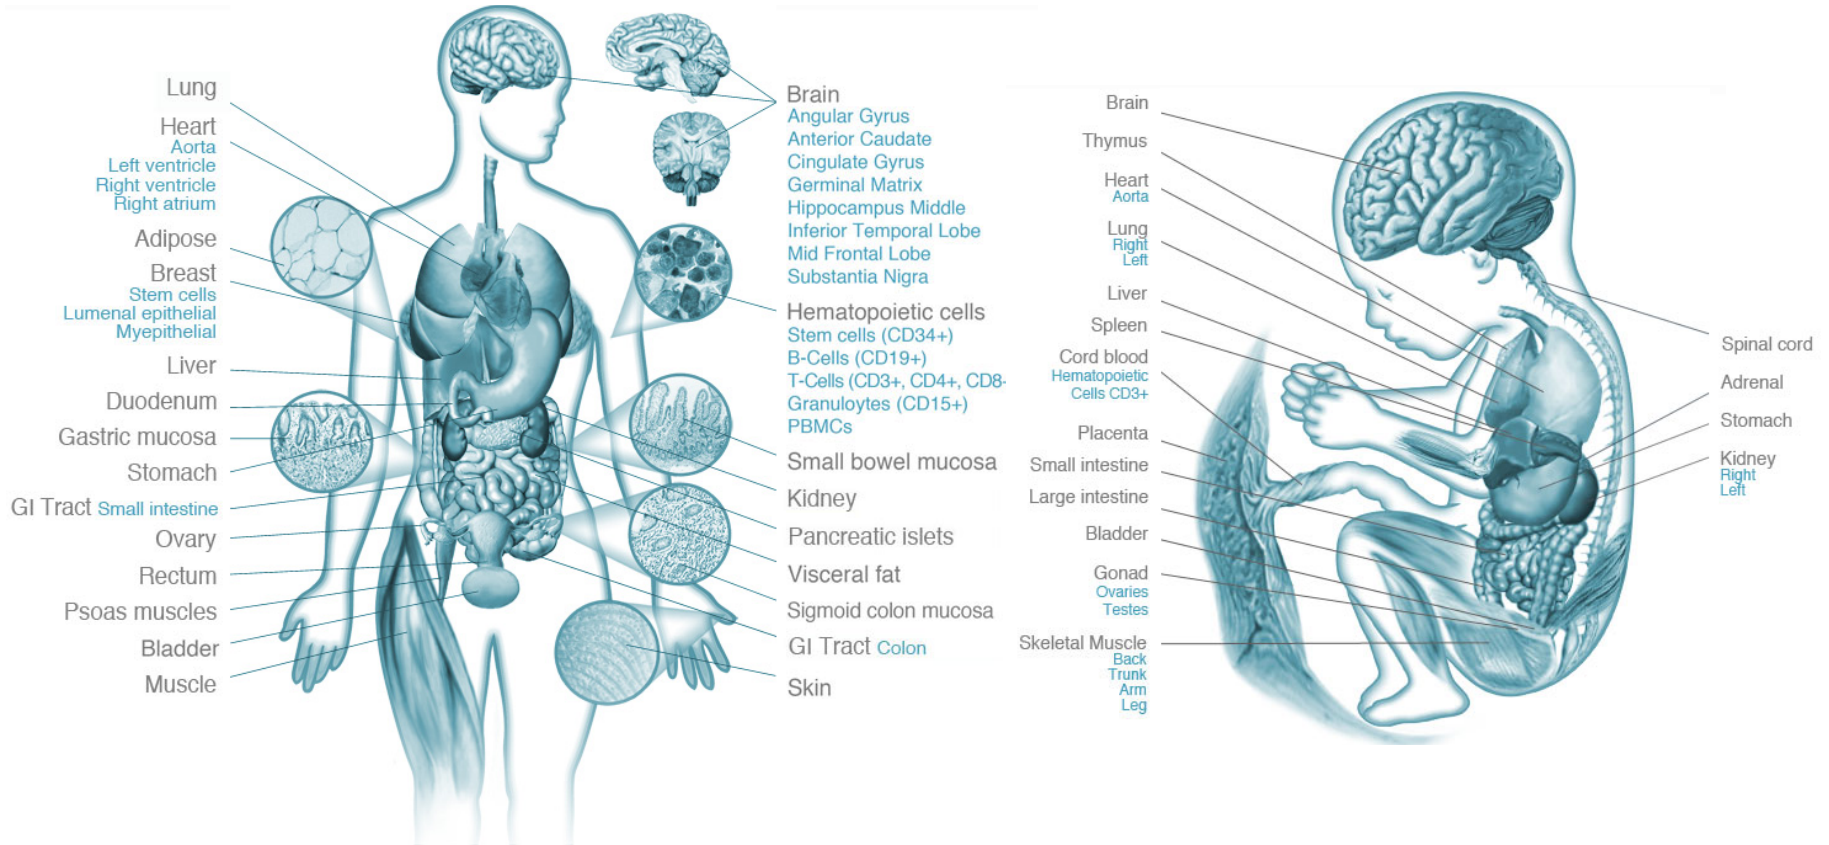 Lung
Heart
Aorta
Left ventricle
Right ventricle
Right atrium
Adipose
Breast
Stem cells
Lumenal epithelial
Myepithelial
Liver
Duodenum
Gastric mucosa
Stomach
GI Tract Small intestine
Ovary
Rectum
Psoas muscles
Bladder
Muscle
Brain
Angular Gyrus
Anterior Caudate
Cingulate Gyrus
Germinal Matrix
Hippocampus Middle
Inferior Temporal Lobe
Mid Frontal Lobe
Substantia Nigra
Hematopoietic cells
Stem cells (CD34+)
B-Cells (CD19+)
T-Cells (CD3+, CD4+, CD8-
Granuloytes (CD15+)
PBMCs
Small bowel mucosa
Kidney
Pancreatic islets
Visceral fat
Sigmoid colon mucosa
GI Tract Colon
Skin
Brain
Thymus
Heart
Aorta
Lung
Right
Left
Liver
Spleen
Cord blood
Hematopoietic
Cells CD3+
Placenta
Small intestine
Large intestine
Bladder
Gonad
Ovaries
Testes
Skeletal Muscle
Back
Trunk
Arm
Leg
Spinal cord
Adrenal
Stomach
Kidney
Right
Left